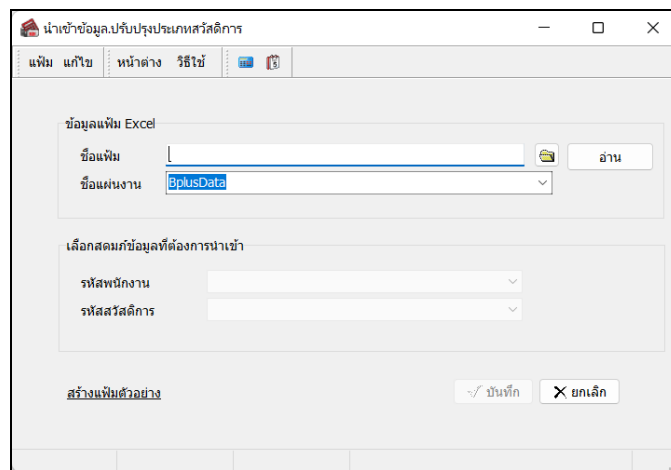 นำเข้าข้อมูล.ปรับปรุงประเภทสวัสดิการ
แฟ้ม แก้ไข หน้าต่าง วิธีใช้
ข้อมูลแฟ้ม Excel
ชื่อแฟ้ม อ่าน
ชื่อแผ่นงาน BplusData
เลือกสดมภ์ข้อมูลที่ต้องการนำเข้า
รหัสพนักงาน
รหัสสวัสดิการ
สร้างแฟ้มตัวอย่าง บันทึก ยกเลิก